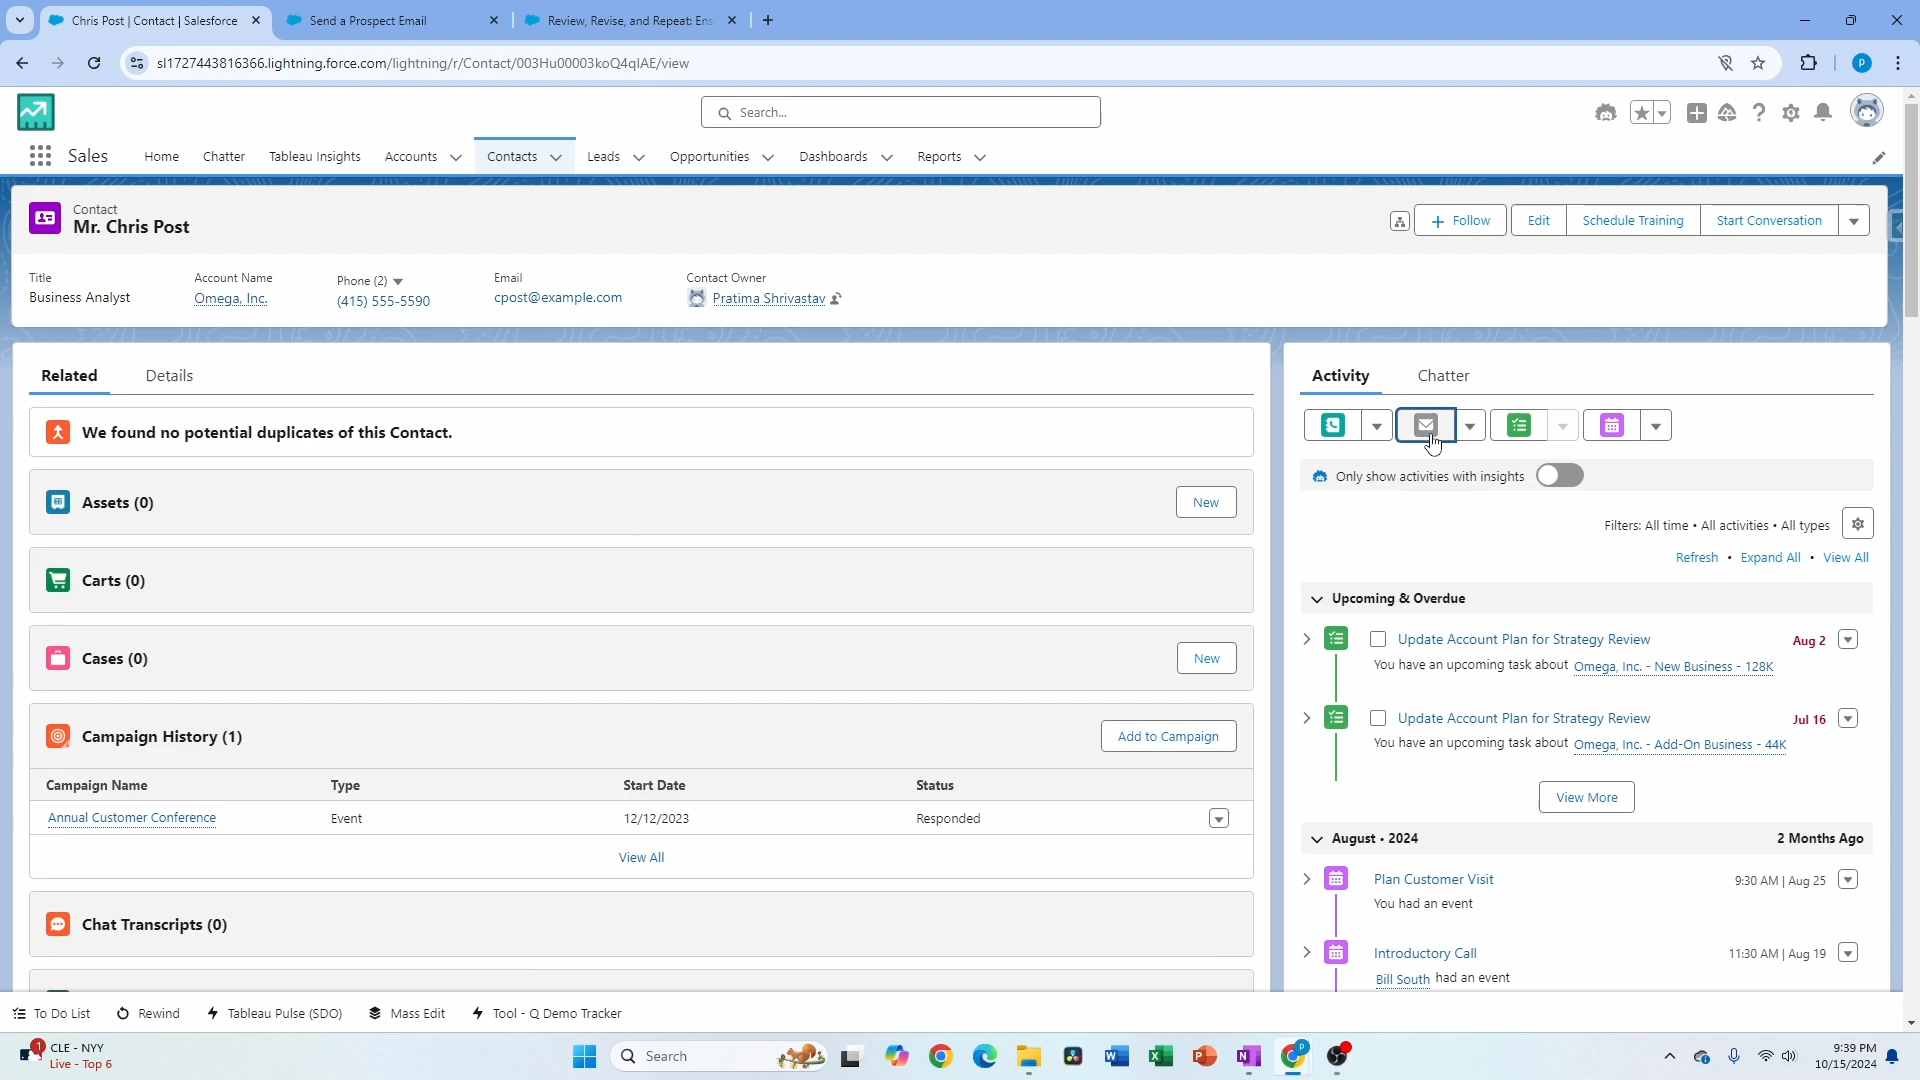 Chris Post | Contact | Salesforce
Send a Prospect Email
Review, Revise, and Repeat: Ens
sl1727443816366.lightning.force.com/lightning/r/Contact/003Hu00003koQ4qIAE/view
P
Search...
Sales
Home
Chatter
Tableau Insights
Accounts
Contacts
Leads
Opportunities
Dashboards
Reports
Contact
Mr. Chris Post
Follow
Edit
Schedule Training
Start Conversation
Title
Business Analyst
Account Name
Omega, Inc.
Phone (2)
(415) 555-5590
Email
cpost@example.com
Contact Owner
Pratima Shrivastav
Related
Details
We found no potential duplicates of this Contact.
Assets (0)
New
Carts (0)
Cases (0)
New
Campaign History (1)
Add to Campaign
Campaign Name Type Start Date Status
Annual Customer Conference Event 12/12/2023 Responded
View All
Chat Transcripts (0)
Activity
Chatter
Only show activities with insights
Filters: All time • All activities • All types
Refresh • Expand All • View All
Upcoming & Overdue
Update Account Plan for Strategy Review Aug 2
You have an upcoming task about Omega, Inc. - New Business - 128K
Update Account Plan for Strategy Review Jul 16
You have an upcoming task about Omega, Inc. - Add-On Business - 44K
View More
August • 2024 2 Months Ago
Plan Customer Visit 9:30 AM | Aug 25
You had an event
Introductory Call 11:30 AM | Aug 19
Bill South had an event
To Do List
Rewind
Tableau Pulse (SDO)
Mass Edit
Tool - Q Demo Tracker
1
CLE - NYY
Live - Top 6
Search
9:39 PM
10/15/2024